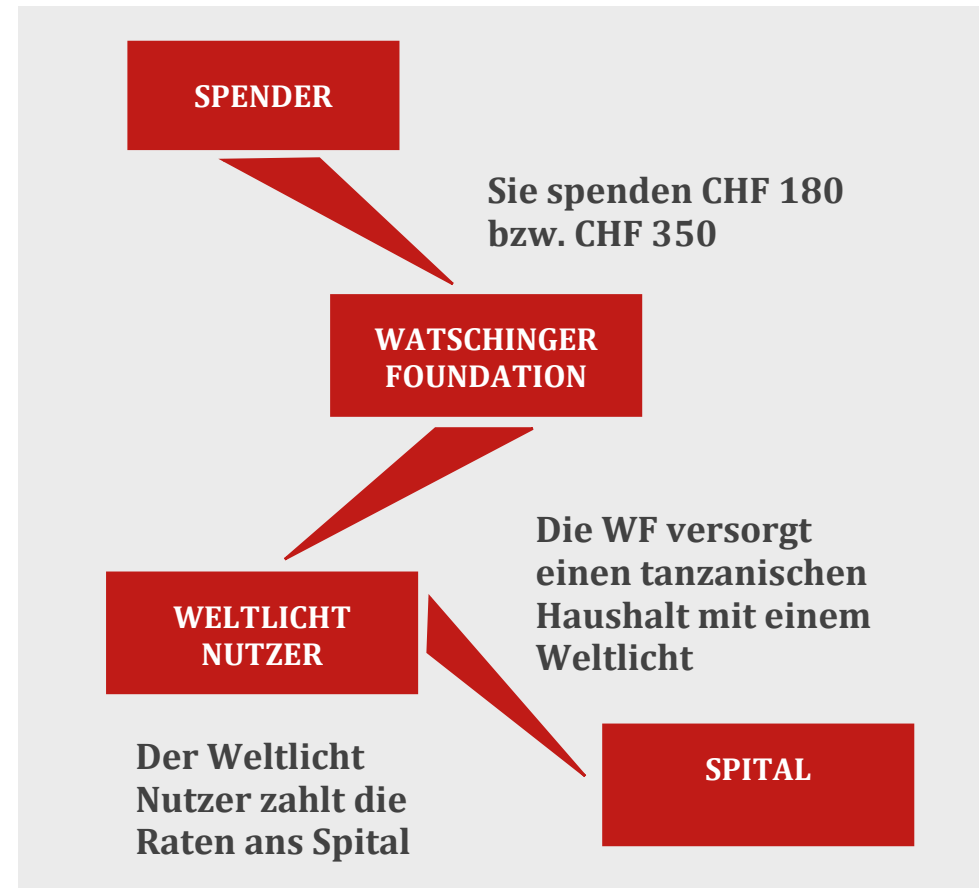 SPENDER
Sie spenden CHF 180
bzw. CHF 350
WATSCHINGER
FOUNDATION
Die WF versorgt
einen tanzanischen
Haushalt mit einem
Weltlicht
WELTLICHT
NUTZER
SPITAL
Der Weltlicht
Nutzer zahlt die
Raten ans Spital